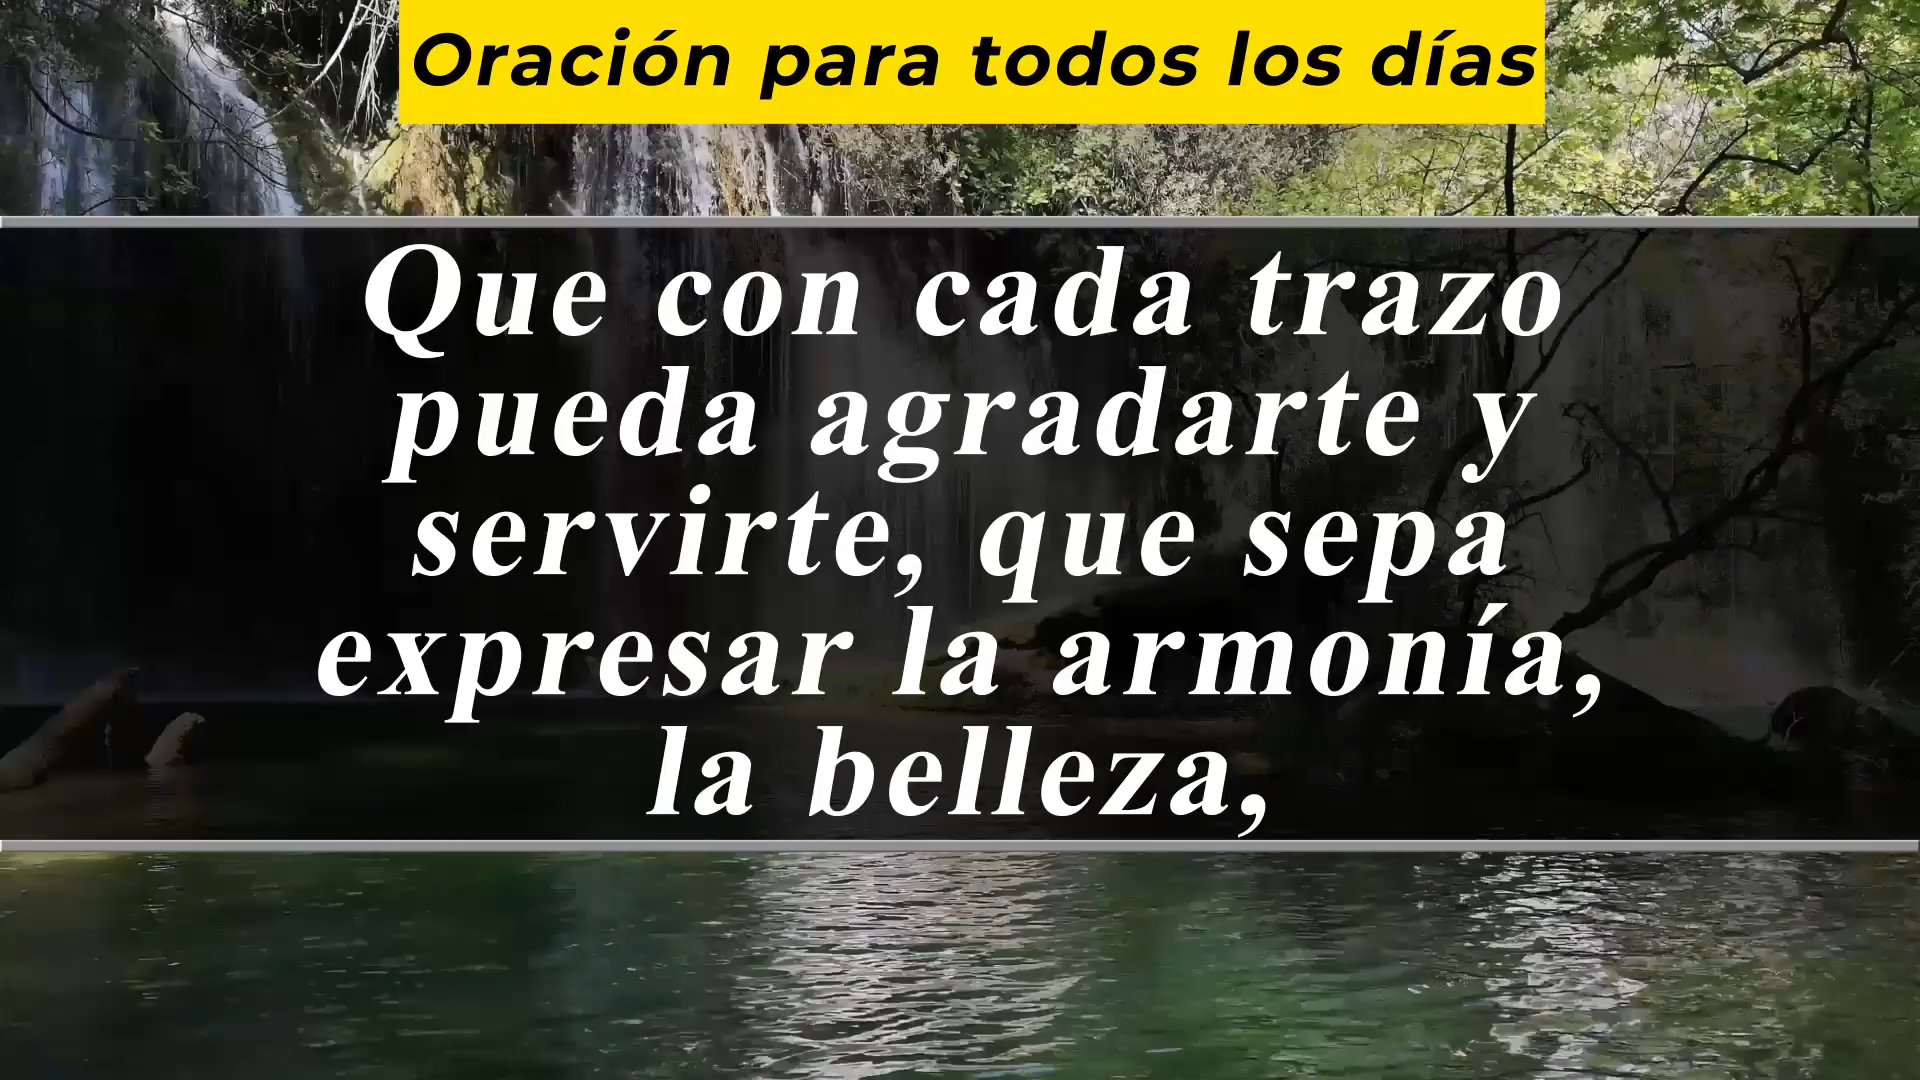 Oración para todos los días
Que con cada trazo
pueda agradarte y
servirte, que sepa
expresar la armonía,
la belleza,